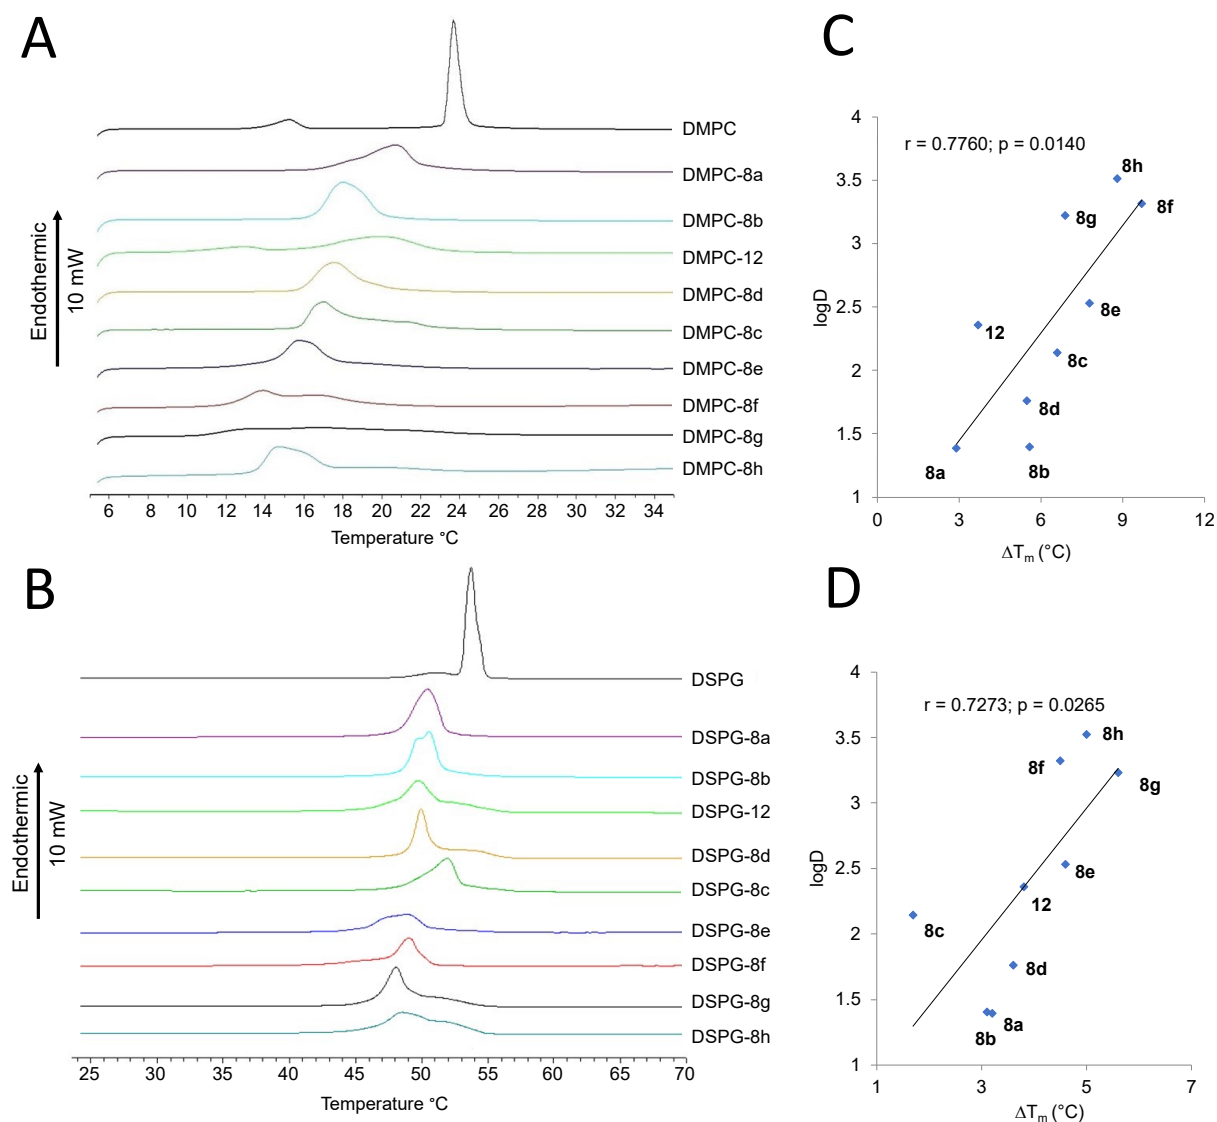 A
DMPC
DMPC-8a
DMPC-8b
DMPC-12
DMPC-8d
DMPC-8c
DMPC-8e
DMPC-8f
DMPC-8g
DMPC-8h
Endothermic
10 mW
6 8 10 12 14 16 18 20 22 24 26 28 30 32 34
Temperature °C
C
r = 0.7760; p = 0.0140
4
3.5
3
2.5
2
1.5
1
logD
8h
8f
8g
8e
12
8c
8d
8a
8b
0 3 6 9 12
ΔTm (°C)
B
DSPG
DSPG-8a
DSPG-8b
DSPG-12
DSPG-8d
DSPG-8c
DSPG-8e
DSPG-8f
DSPG-8g
DSPG-8h
Endothermic
10 mW
25 30 35 40 45 50 55 60 65 70
Temperature °C
D
r = 0.7273; p = 0.0265
4
3.5
3
2.5
2
1.5
1
logD
8h
8f
8g
8e
12
8c
8d
8a
8b
1 3 5 7
ΔTm (°C)